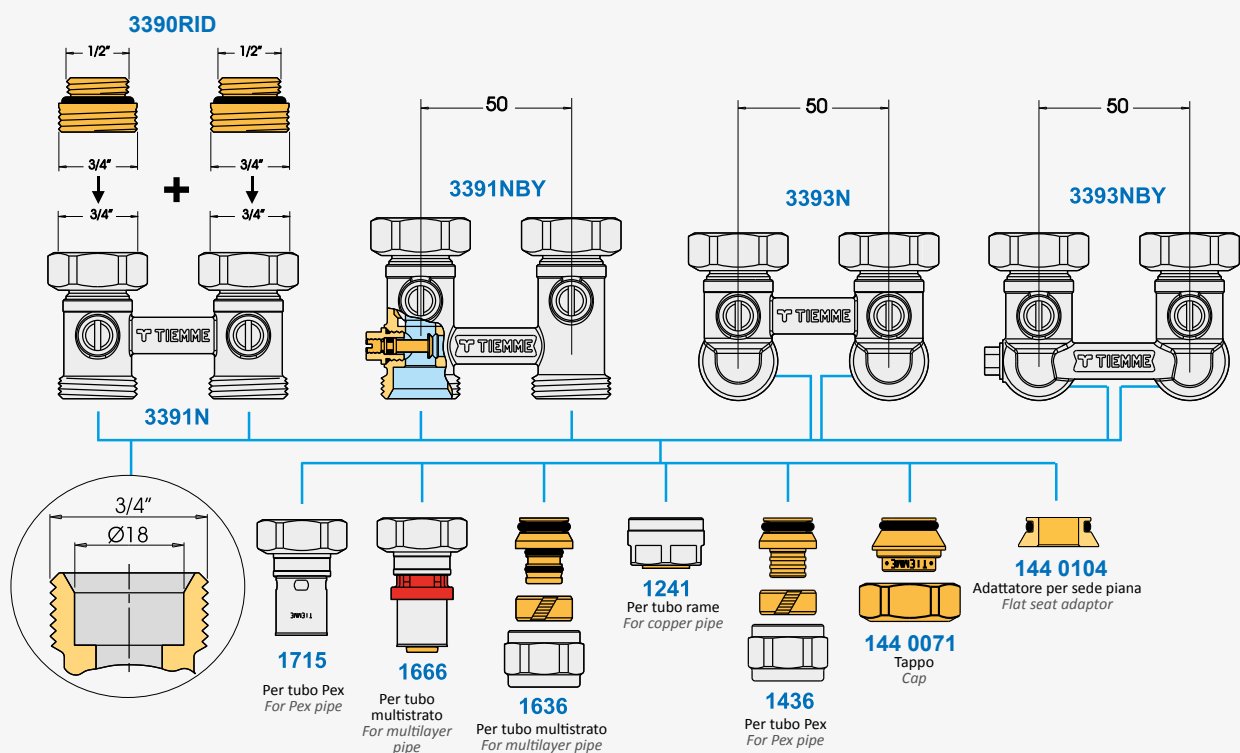 3390RID
1/2"
1/2"
3/4"
3/4"
+
3/4"
3/4"
TIEMME
3391N
50
3391NBY
TIEMME
50
3393N
TIEMME
50
3393NBY
TIEMME
3/4"
Ø18
TIEMME
1715
Per tubo Pex
For Pex pipe
1666
Per tubo
multistrato
For multilayer
pipe
1636
Per tubo multistrato
For multilayer pipe
1241
Per tubo rame
For copper pipe
1436
Per tubo Pex
For Pex pipe
TIEMME
144 0071
Tappo
Cap
144 0104
Adattatore per sede piana
Flat seat adaptor